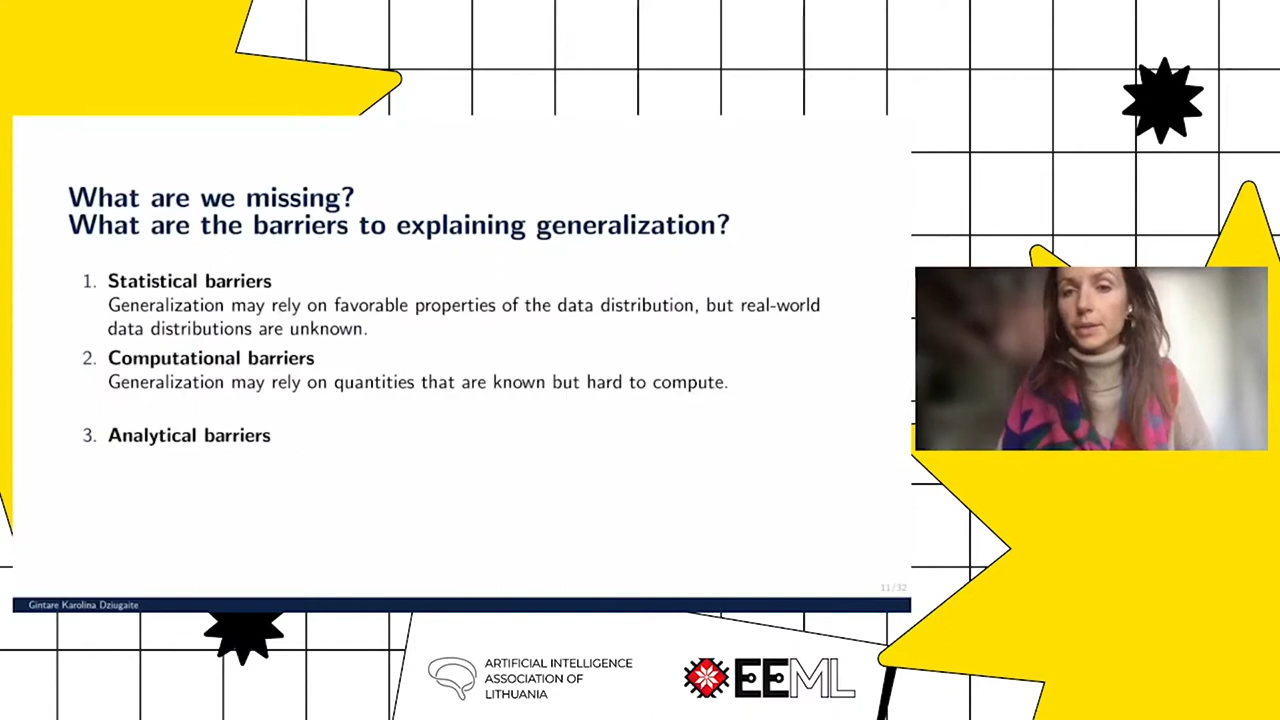 What are we missing?
What are the barriers to explaining generalization?
1. Statistical barriers
Generalization may rely on favorable properties of the data distribution, but real-world
data distributions are unknown.
2. Computational barriers
Generalization may rely on quantities that are known but hard to compute.
3. Analytical barriers
11/32
Gintare Karolina Dziugaite
ARTIFICIAL INTELLIGENCE
ASSOCIATION OF
LITHUANIA
EEML